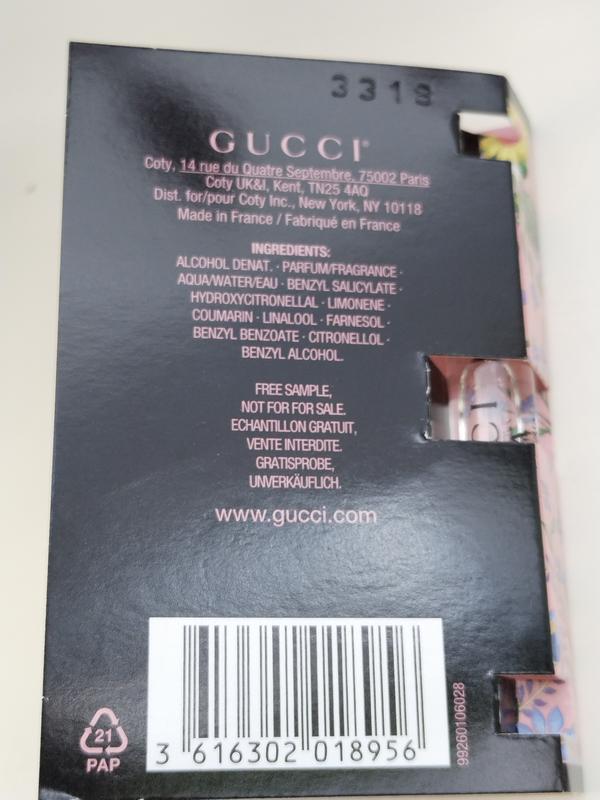 3319
GUCCI®
Coty, 14 rue du Quatre Septembre, 75002 Paris
Coty UK&I, Kent, TN25 4AQ
Dist. for/pour Coty Inc., New York, NY 10118
Made in France / Fabriqué en France
INGREDIENTS:
ALCOHOL DENAT. · PARFUM/FRAGRANCE ·
AQUA/WATER/EAU · BENZYL SALICYLATE ·
HYDROXYCITRONELLAL · LIMONENE ·
COUMARIN · LINALOOL · FARNESOL ·
BENZYL BENZOATE · CITRONELLOL ·
BENZYL ALCOHOL.
FREE SAMPLE,
NOT FOR FOR SALE.
ECHANTILLON GRATUIT,
VENTE INTERDITE.
GRATISPROBE,
UNVERKÄUFLICH.
www.gucci.com
CI
21
PAP
3 616302 018956
99260106028